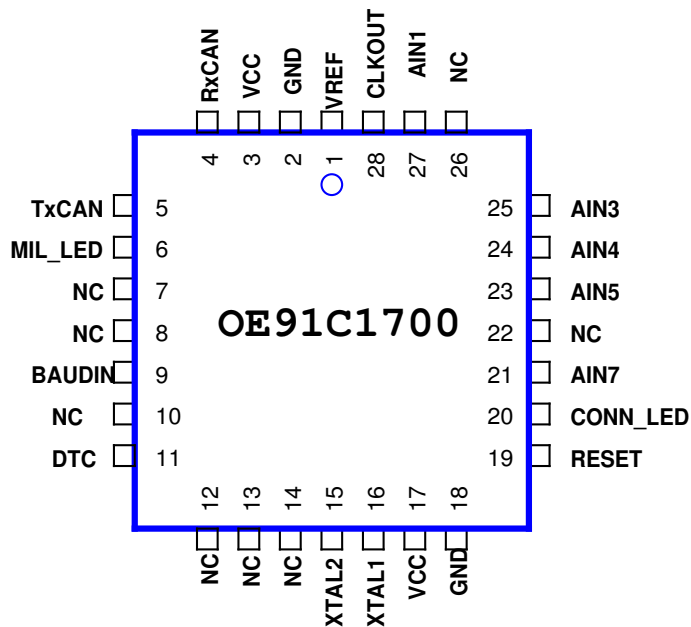 RxCAN VCC GND VREF CLKOUT AIN1 NC
4 3 2 1 28 27 26
TxCAN 5 25 AIN3
MIL_LED 6 24 AIN4
NC 7 23 AIN5
NC 8 22 NC
OE91C1700
BAUDIN 9 21 AIN7
NC 10 20 CONN_LED
DTC 11 19 RESET
12 13 14 15 16 17 18
NC NC NC XTAL2 XTAL1 VCC GND